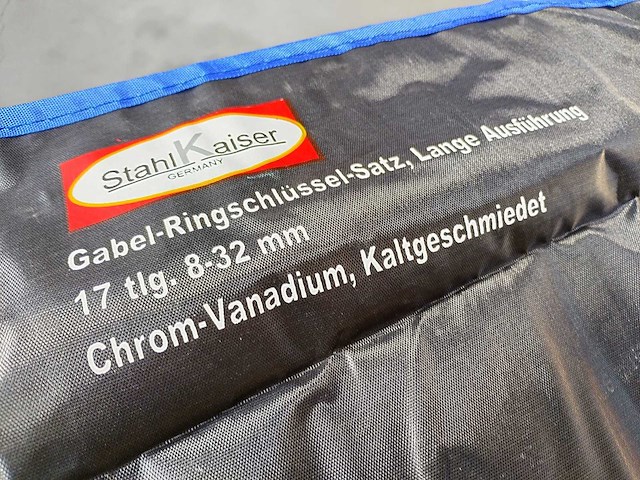 StahlKaiser
GERMANY
Gabel-Ringschlüssel-Satz, Lange Ausführung
17 tlg. 8-32 mm
Chrom-Vanadium, Kaltgeschmiedet